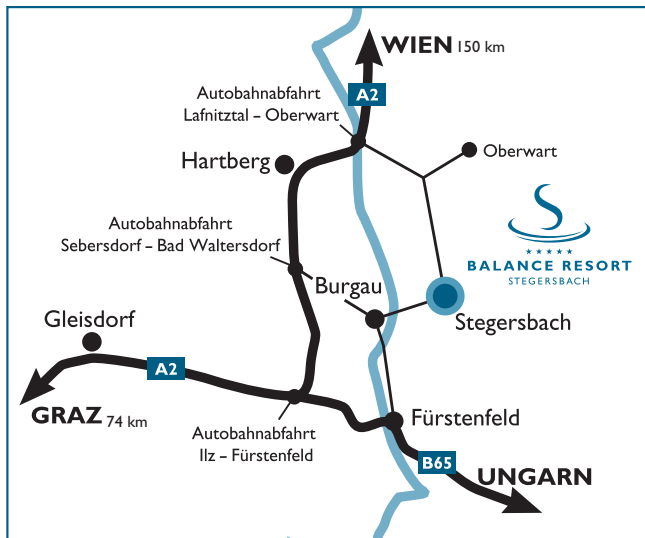 WIEN 150 km
A2
Autobahnabfahrt
Lafnitztal – Oberwart
Oberwart
Hartberg
Autobahnabfahrt
Sebersdorf – Bad Waltersdorf
BALANCE RESORT
STEGERSBACH
Burgau
Stegersbach
Gleisdorf
A2
GRAZ 74 km
Fürstenfeld
Autobahnabfahrt
Ilz – Fürstenfeld
B65
UNGARN